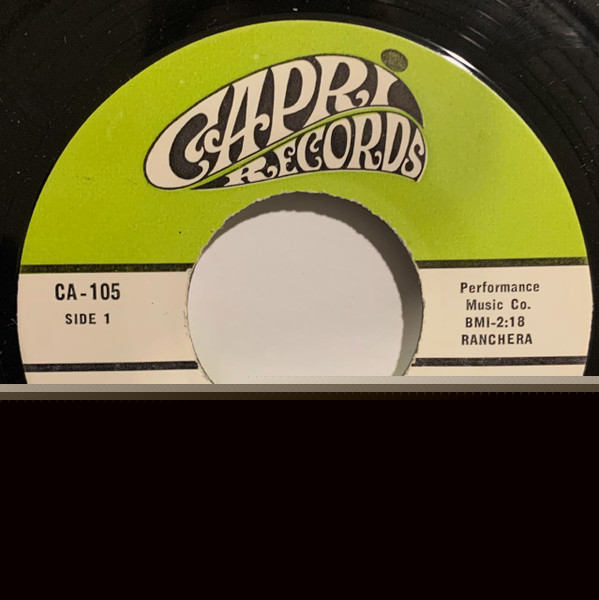 CAPRI
RECORDS
CA-105
SIDE 1
Performance
Music Co.
BMI-2:18
RANCHERA